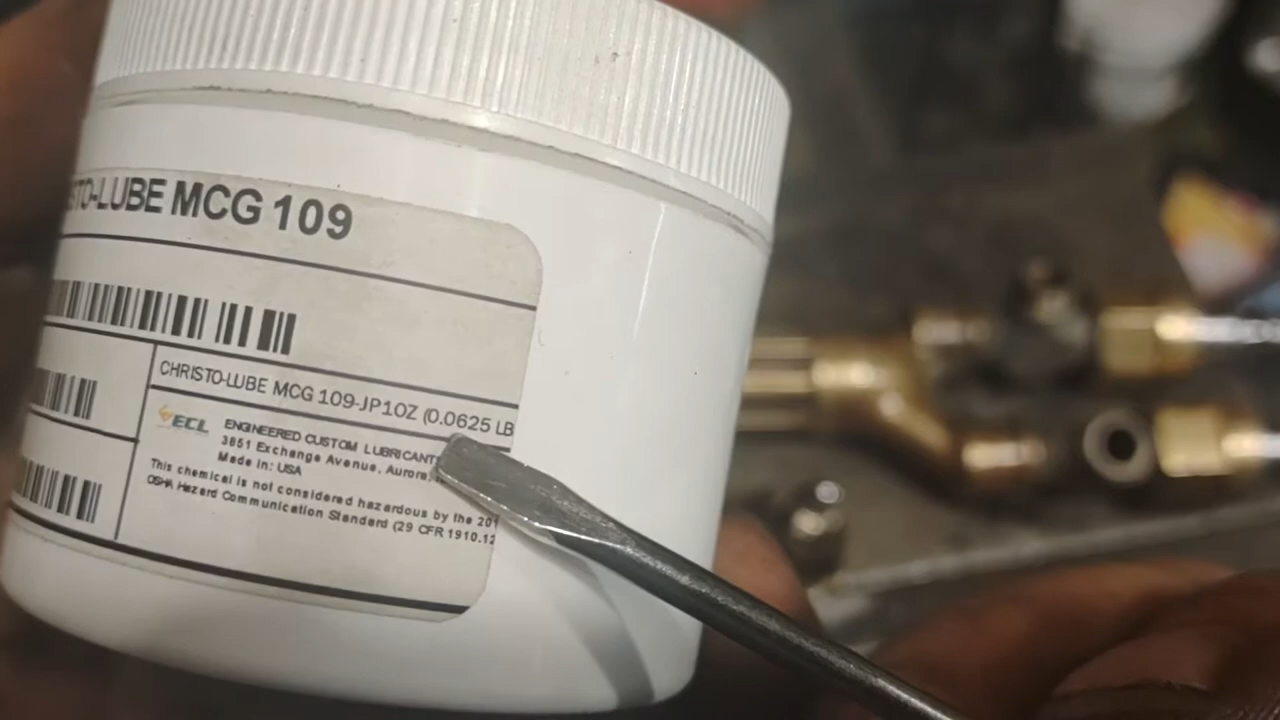 STO-LUBE MCG 109
CHRISTO-LUBE MCG 109-JP1OZ (0.0625 LB
ECL
ENGINEERED CUSTOM LUBRICANT
3851 Exchange Avenue, Aurora,
Made in: USA
This chemical is not considered hazardous by the 201
OSHA Hazard Communication Standard (29 CFR 1910.12